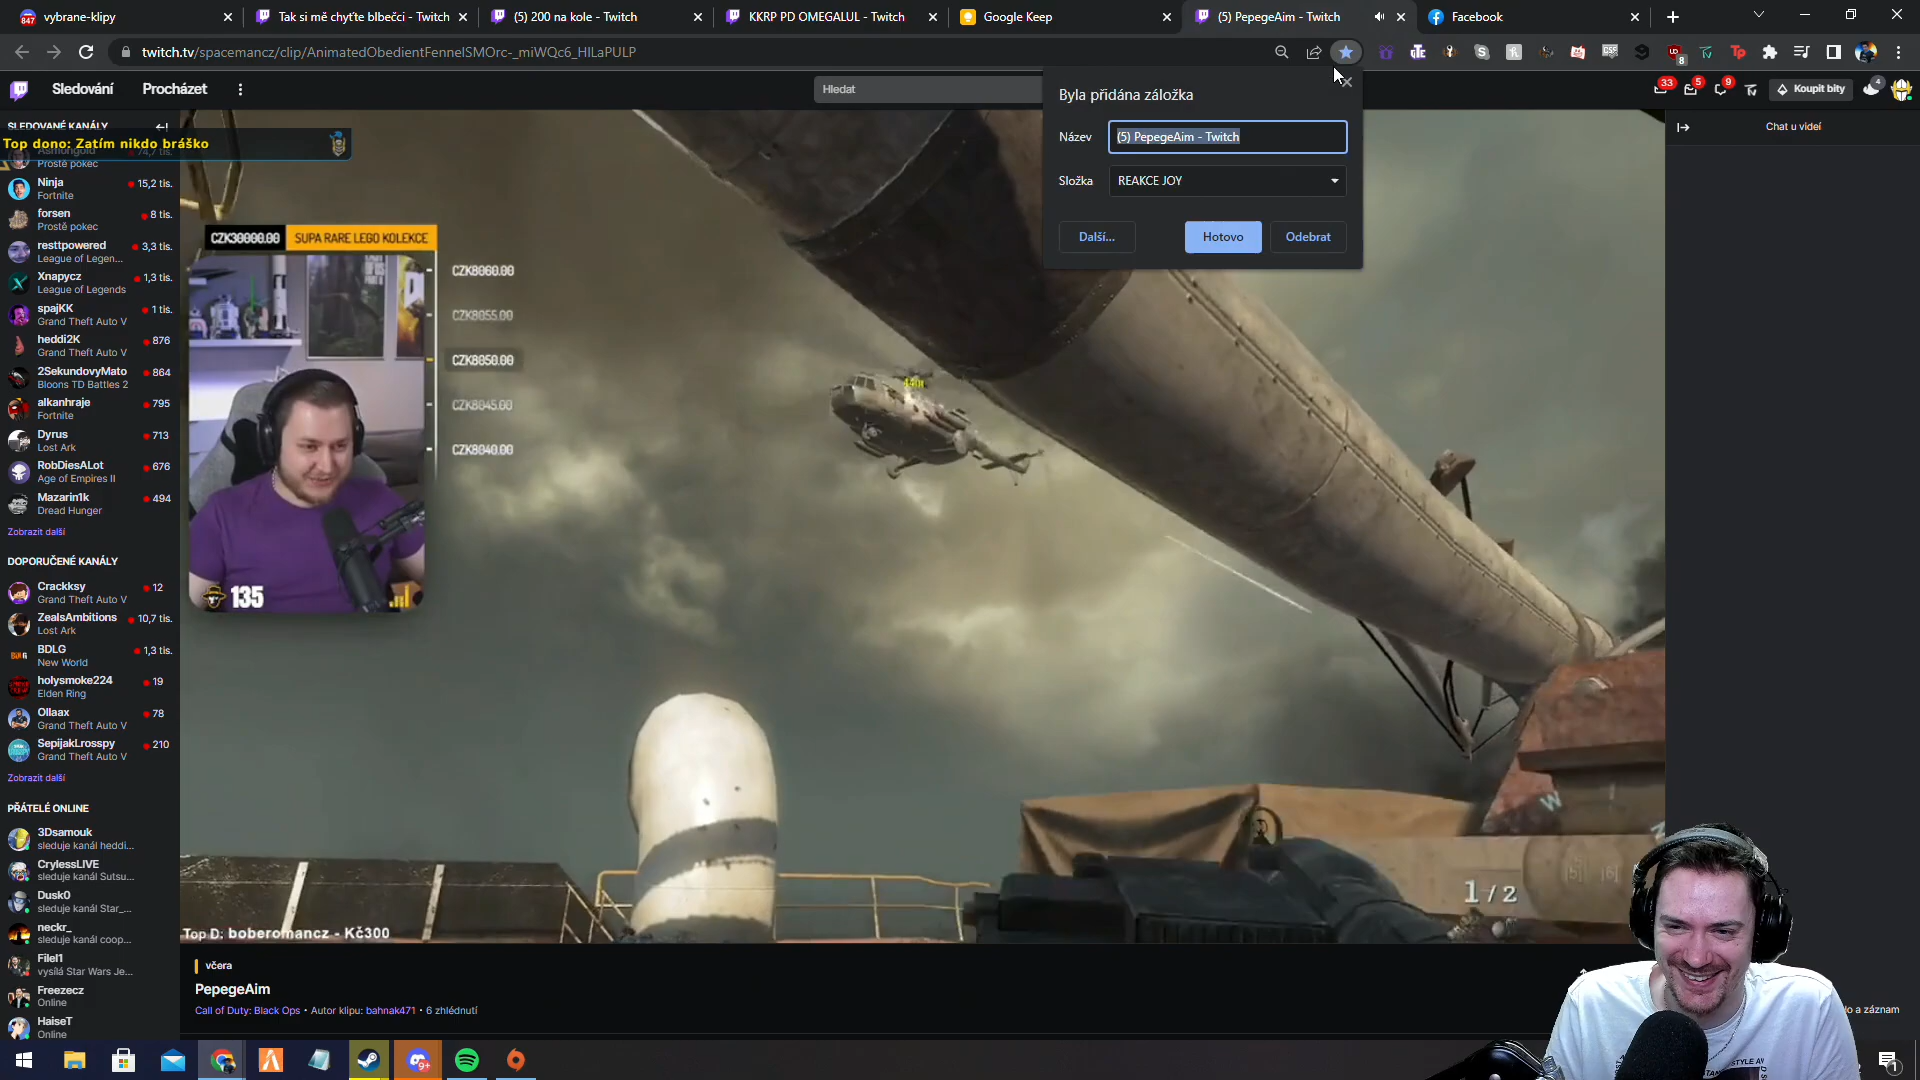 vybrane-klipy
Tak si mě chyťte blbečci - Twitch
(5) 200 na kole - Twitch
KKRP PD OMEGALUL - Twitch
Google Keep
(5) PepegeAim - Twitch
Facebook
twitch.tv/spacemancz/clip/AnimatedObedientFennelSMOrc-_miWQc6_HILaPULP
Sledování
Procházet
Hledat
33
5
9
Koupit bity
4
Byla přidána záložka
Název
(5) PepegeAim - Twitch
Složka
REAKCE JOY
Další...
Hotovo
Odebrat
Chat u videí
SLEDOVANÉ KANÁLY
Top dono: Zatím nikdo bráško
Prostě pokec
Ninja
15,2 tis.
Fortnite
forsen
8 tis.
Prostě pokec
resttpowered
3,3 tis.
League of Legen...
Xnapycz
1,3 tis.
League of Legends
spajKK
1 tis.
Grand Theft Auto V
heddi2K
876
Grand Theft Auto V
2SekundovyMato
864
Bloons TD Battles 2
alkanhraje
795
Fortnite
Dyrus
713
Lost Ark
RobDiesALot
676
Age of Empires II
Mazarin1k
494
Dread Hunger
Zobrazit další
DOPORUČENÉ KANÁLY
Crackksy
12
Grand Theft Auto V
ZealsAmbitions
10,7 tis.
Lost Ark
BDLG
1,3 tis.
New World
holysmoke224
19
Elden Ring
Ollaax
78
Grand Theft Auto V
SepijakLrosspy
210
Grand Theft Auto V
Zobrazit další
PŘÁTELÉ ONLINE
3Dsamouk
sleduje kanál heddi...
CrylessLIVE
sleduje kanál Sutsu...
Dusk0
sleduje kanál Star_...
neckr_
sleduje kanál coop...
Filel1
vysílá Star Wars Je...
Freezecz
Online
HaiseT
Online
CZK30000.00
SUPA RARE LEGO KOLEKCE
CZK8060.00
CZK8055.00
CZK8050.00
CZK8045.00
CZK8040.00
135
1/2
Top D: boberomancz - Kč300
včera
PepegeAim
Call of Duty: Black Ops • Autor klipu: bahnak471 • 6 zhlédnutí
o a záznam